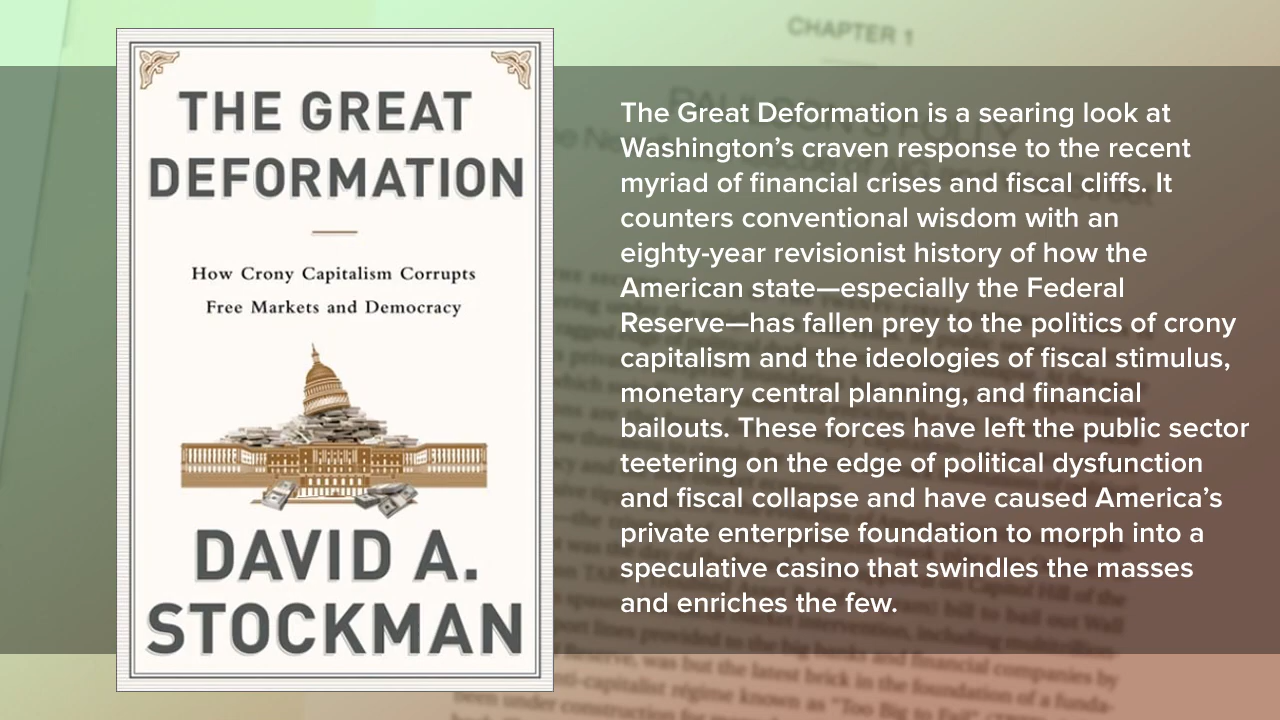 CHAPTER 1
THE GREAT
DEFORMATION
How Crony Capitalism Corrupts
Free Markets and Democracy
DAVID A.
STOCKMAN
The Great Deformation is a searing look at
Washington’s craven response to the recent
myriad of financial crises and fiscal cliffs. It
counters conventional wisdom with an
eighty-year revisionist history of how the
American state—especially the Federal
Reserve—has fallen prey to the politics of crony
capitalism and the ideologies of fiscal stimulus,
monetary central planning, and financial
bailouts. These forces have left the public sector
teetering on the edge of political dysfunction
and fiscal collapse and have caused America’s
private enterprise foundation to morph into a
speculative casino that swindles the masses
and enriches the few.